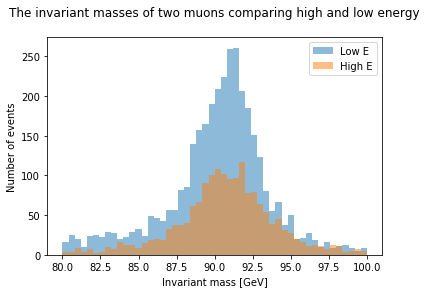 The invariant masses of two muons comparing high and low energy
Low E
High E
Number of events
250
200
150
100
50
0
80.0 82.5 85.0 87.5 90.0 92.5 95.0 97.5 100.0
Invariant mass [GeV]